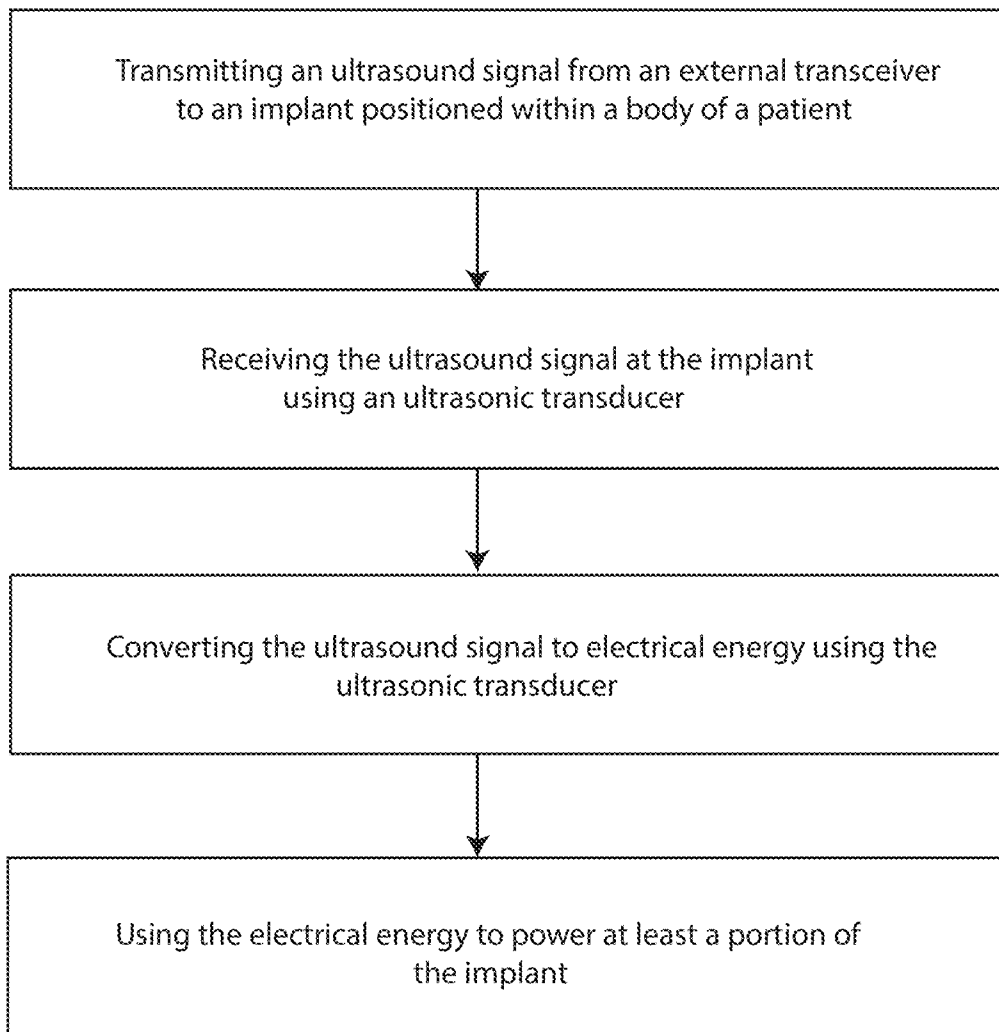 Transmitting an ultrasound signal from an external transceiver
to an implant positioned within a body of a patient
Receiving the ultrasound signal at the implant
using an ultrasonic transducer
Converting the ultrasound signal to electrical energy using the
ultrasonic transducer
Using the electrical energy to power at least a portion of
the implant